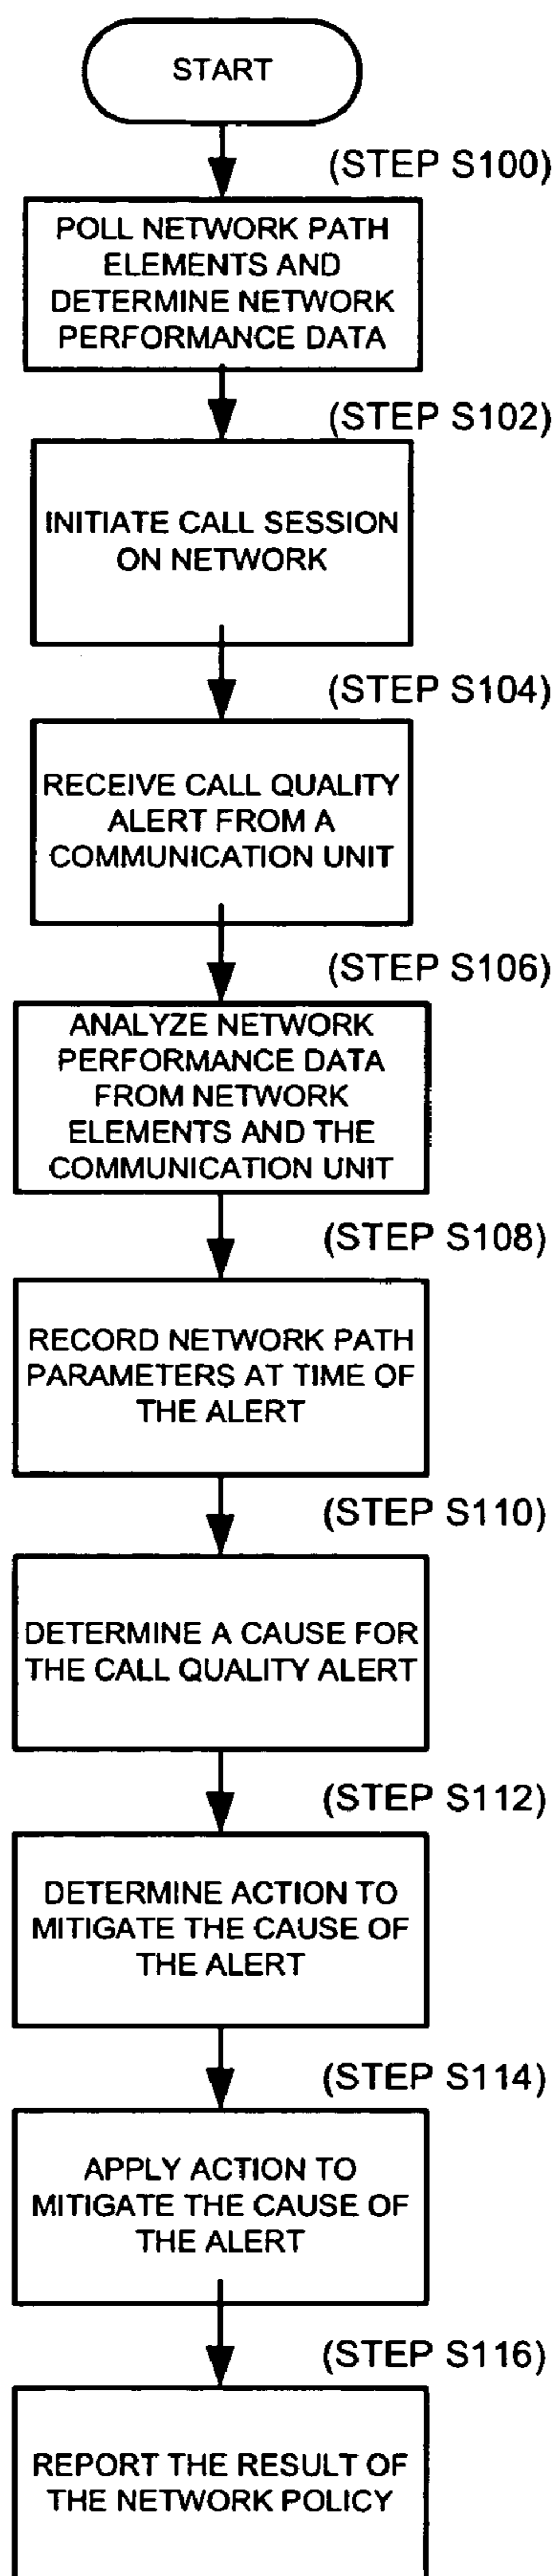 START
(STEP S100)
POLL NETWORK PATH
ELEMENTS AND
DETERMINE NETWORK
PERFORMANCE DATA
(STEP S102)
INITIATE CALL SESSION
ON NETWORK
(STEP S104)
RECEIVE CALL QUALITY
ALERT FROM A
COMMUNICATION UNIT
(STEP S106)
ANALYZE NETWORK
PERFORMANCE DATA
FROM NETWORK
ELEMENTS AND THE
COMMUNICATION UNIT
(STEP S108)
RECORD NETWORK PATH
PARAMETERS AT TIME OF
THE ALERT
(STEP S110)
DETERMINE A CAUSE FOR
THE CALL QUALITY ALERT
(STEP S112)
DETERMINE ACTION TO
MITIGATE THE CAUSE OF
THE ALERT
(STEP S114)
APPLY ACTION TO
MITIGATE THE CAUSE OF
THE ALERT
(STEP S116)
REPORT THE RESULT OF
THE NETWORK POLICY